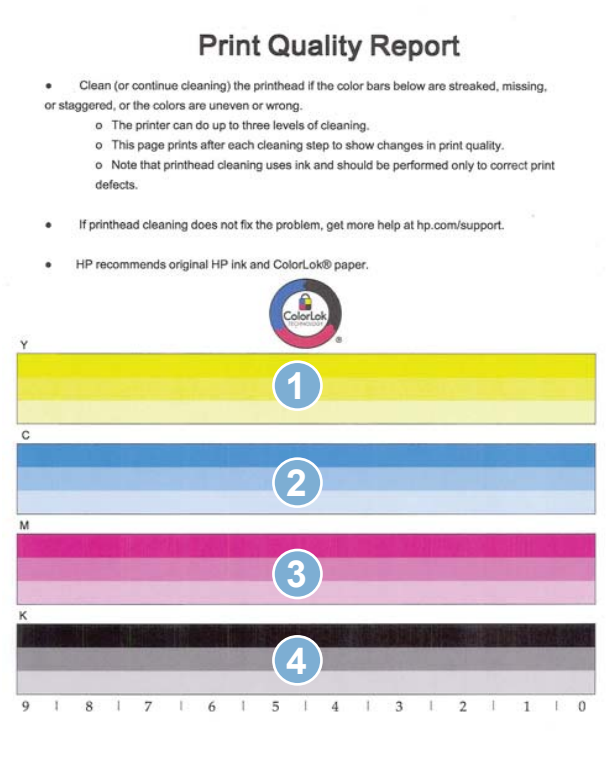 Print Quality Report
● Clean (or continue cleaning) the printhead if the color bars below are streaked, missing,
or staggered, or the colors are uneven or wrong.
o The printer can do up to three levels of cleaning.
o This page prints after each cleaning step to show changes in print quality.
o Note that printhead cleaning uses ink and should be performed only to correct print
defects.
● If printhead cleaning does not fix the problem, get more help at hp.com/support.
● HP recommends original HP ink and ColorLok® paper.
ColorLok
TECHNOLOGY
®
Y
1
C
2
M
3
K
4
9 | 8 | 7 | 6 | 5 | 4 | 3 | 2 | 1 | 0